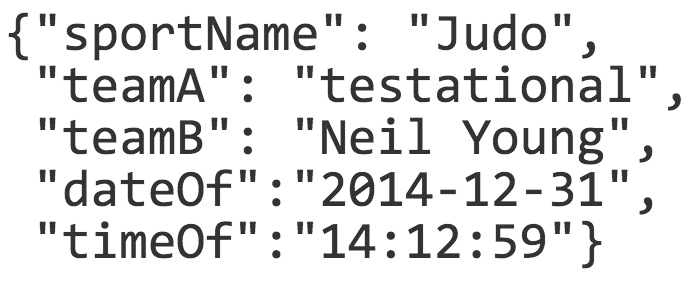 {"sportName": "Judo",
"teamA": "testational",
"teamB": "Neil Young",
"dateOf":"2014-12-31",
"timeOf":"14:12:59"}